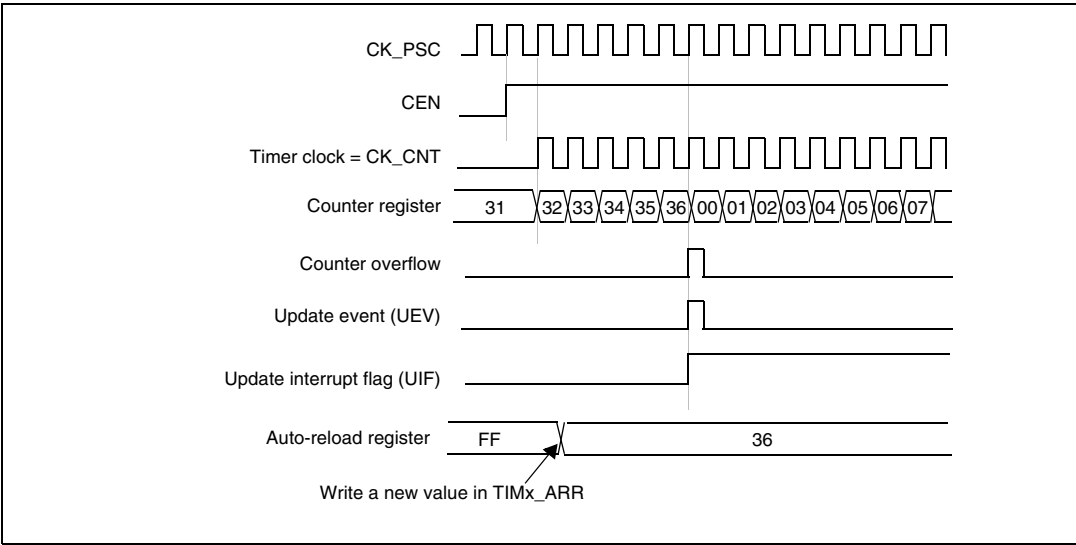 CK_PSC
CEN
Timer clock = CK_CNT
Counter register 31 32 33 34 35 36 00 01 02 03 04 05 06 07
Counter overflow
Update event (UEV)
Update interrupt flag (UIF)
Auto-reload register FF 36
Write a new value in TIMx_ARR